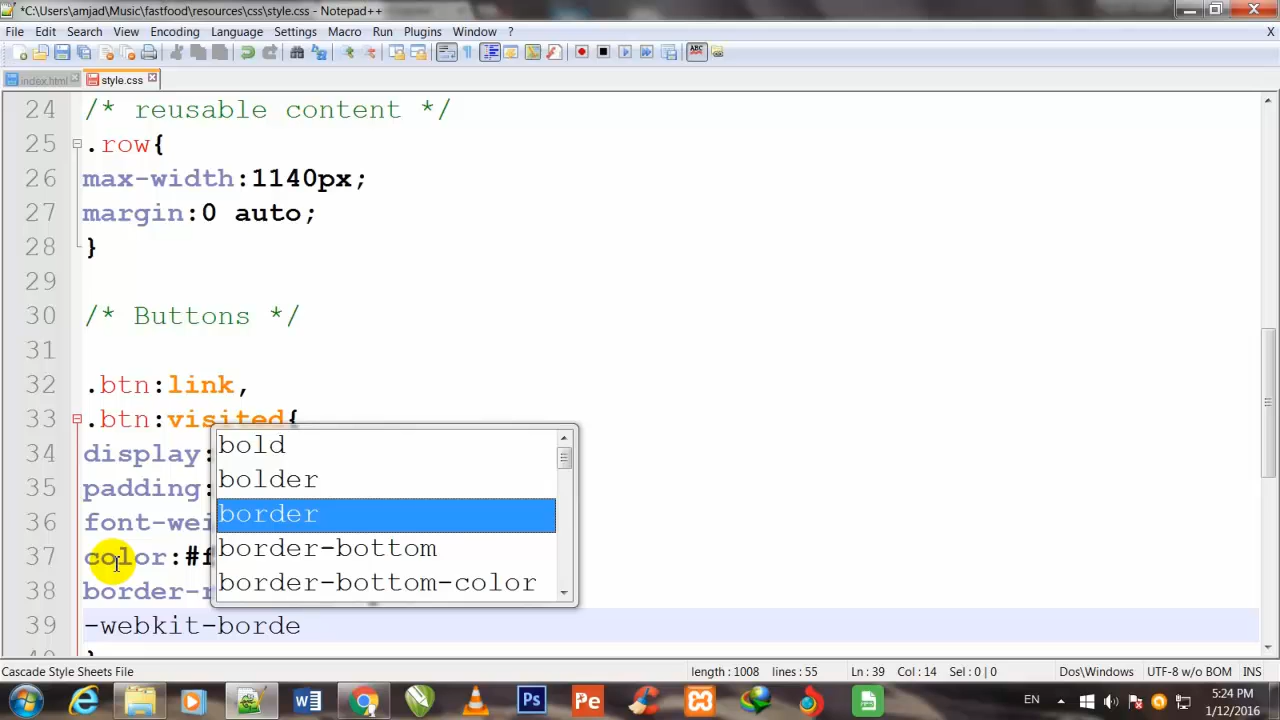 *C:\Users\amjad\Music\fastfood\resources\css\style.css - Notepad++
File Edit Search View Encoding Language Settings Macro Run Plugins Window ? X
index.html style.css
24 /* reusable content */
25 .row{
26 max-width:1140px;
27 margin:0 auto;
28 }
29
30 /* Buttons */
31
32 .btn:link,
33 .btn:visited{
34 display:
35 padding:
36 font-wei
37 color:#f
38 border-r
39 -webkit-borde
bold
bolder
border
border-bottom
border-bottom-color
Cascade Style Sheets File length : 1008 lines : 55 Ln : 39 Col : 14 Sel : 0 | 0 Dos\Windows UTF-8 w/o BOM INS
EN 5:24 PM
1/12/2016